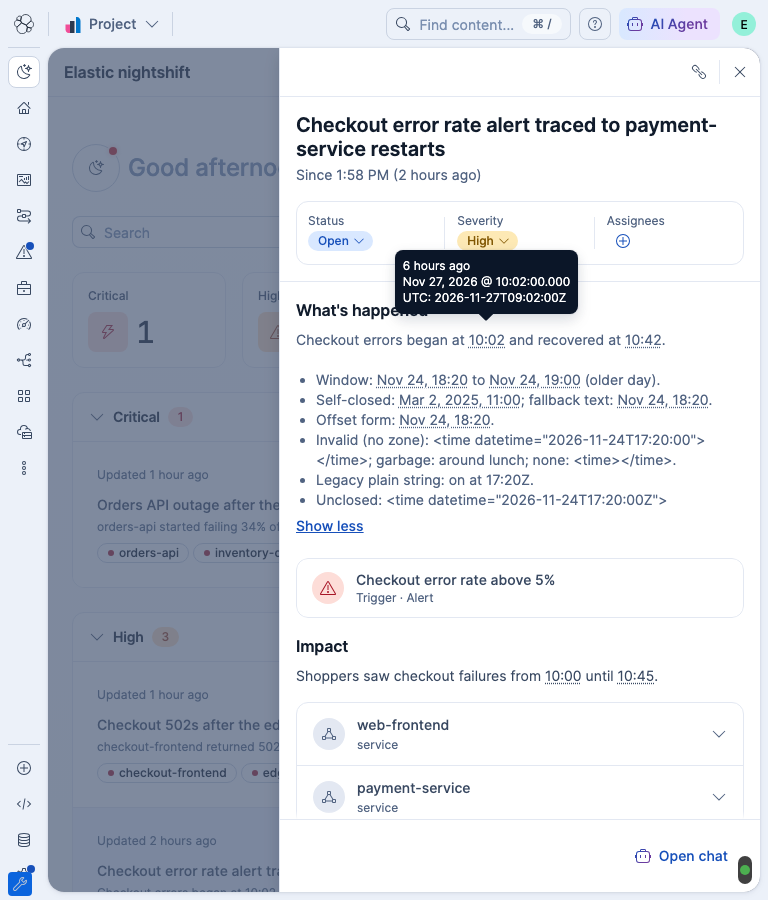 Project
Find content...
⌘ /
AI Agent
E
Elastic nightshift
Good afterno
Search
Critical
1
High
Critical
1
Updated 1 hour ago
Orders API outage after the
orders-api started failing 34% of
orders-api
inventory-c
High
3
Updated 1 hour ago
Checkout 502s after the ed
checkout-frontend returned 502
checkout-frontend
edg
Updated 2 hours ago
Checkout error rate alert tra
Checkout errors began at 10:02
Checkout error rate alert traced to payment-
service restarts
Since 1:58 PM (2 hours ago)
Status
Open
Severity
High
Assignees
6 hours ago
Nov 27, 2026 @ 10:02:00.000
UTC: 2026-11-27T09:02:00Z
What's happened
Checkout errors began at 10:02 and recovered at 10:42.
• Window: Nov 24, 18:20 to Nov 24, 19:00 (older day).
• Self-closed: Mar 2, 2025, 11:00; fallback text: Nov 24, 18:20.
• Offset form: Nov 24, 18:20.
• Invalid (no zone): <time datetime="2026-11-24T17:20:00">
</time>; garbage: around lunch; none: <time></time>.
• Legacy plain string: on at 17:20Z.
• Unclosed: <time datetime="2026-11-24T17:20:00Z">
Show less
Checkout error rate above 5%
Trigger · Alert
Impact
Shoppers saw checkout failures from 10:00 until 10:45.
web-frontend
service
payment-service
service
Open chat